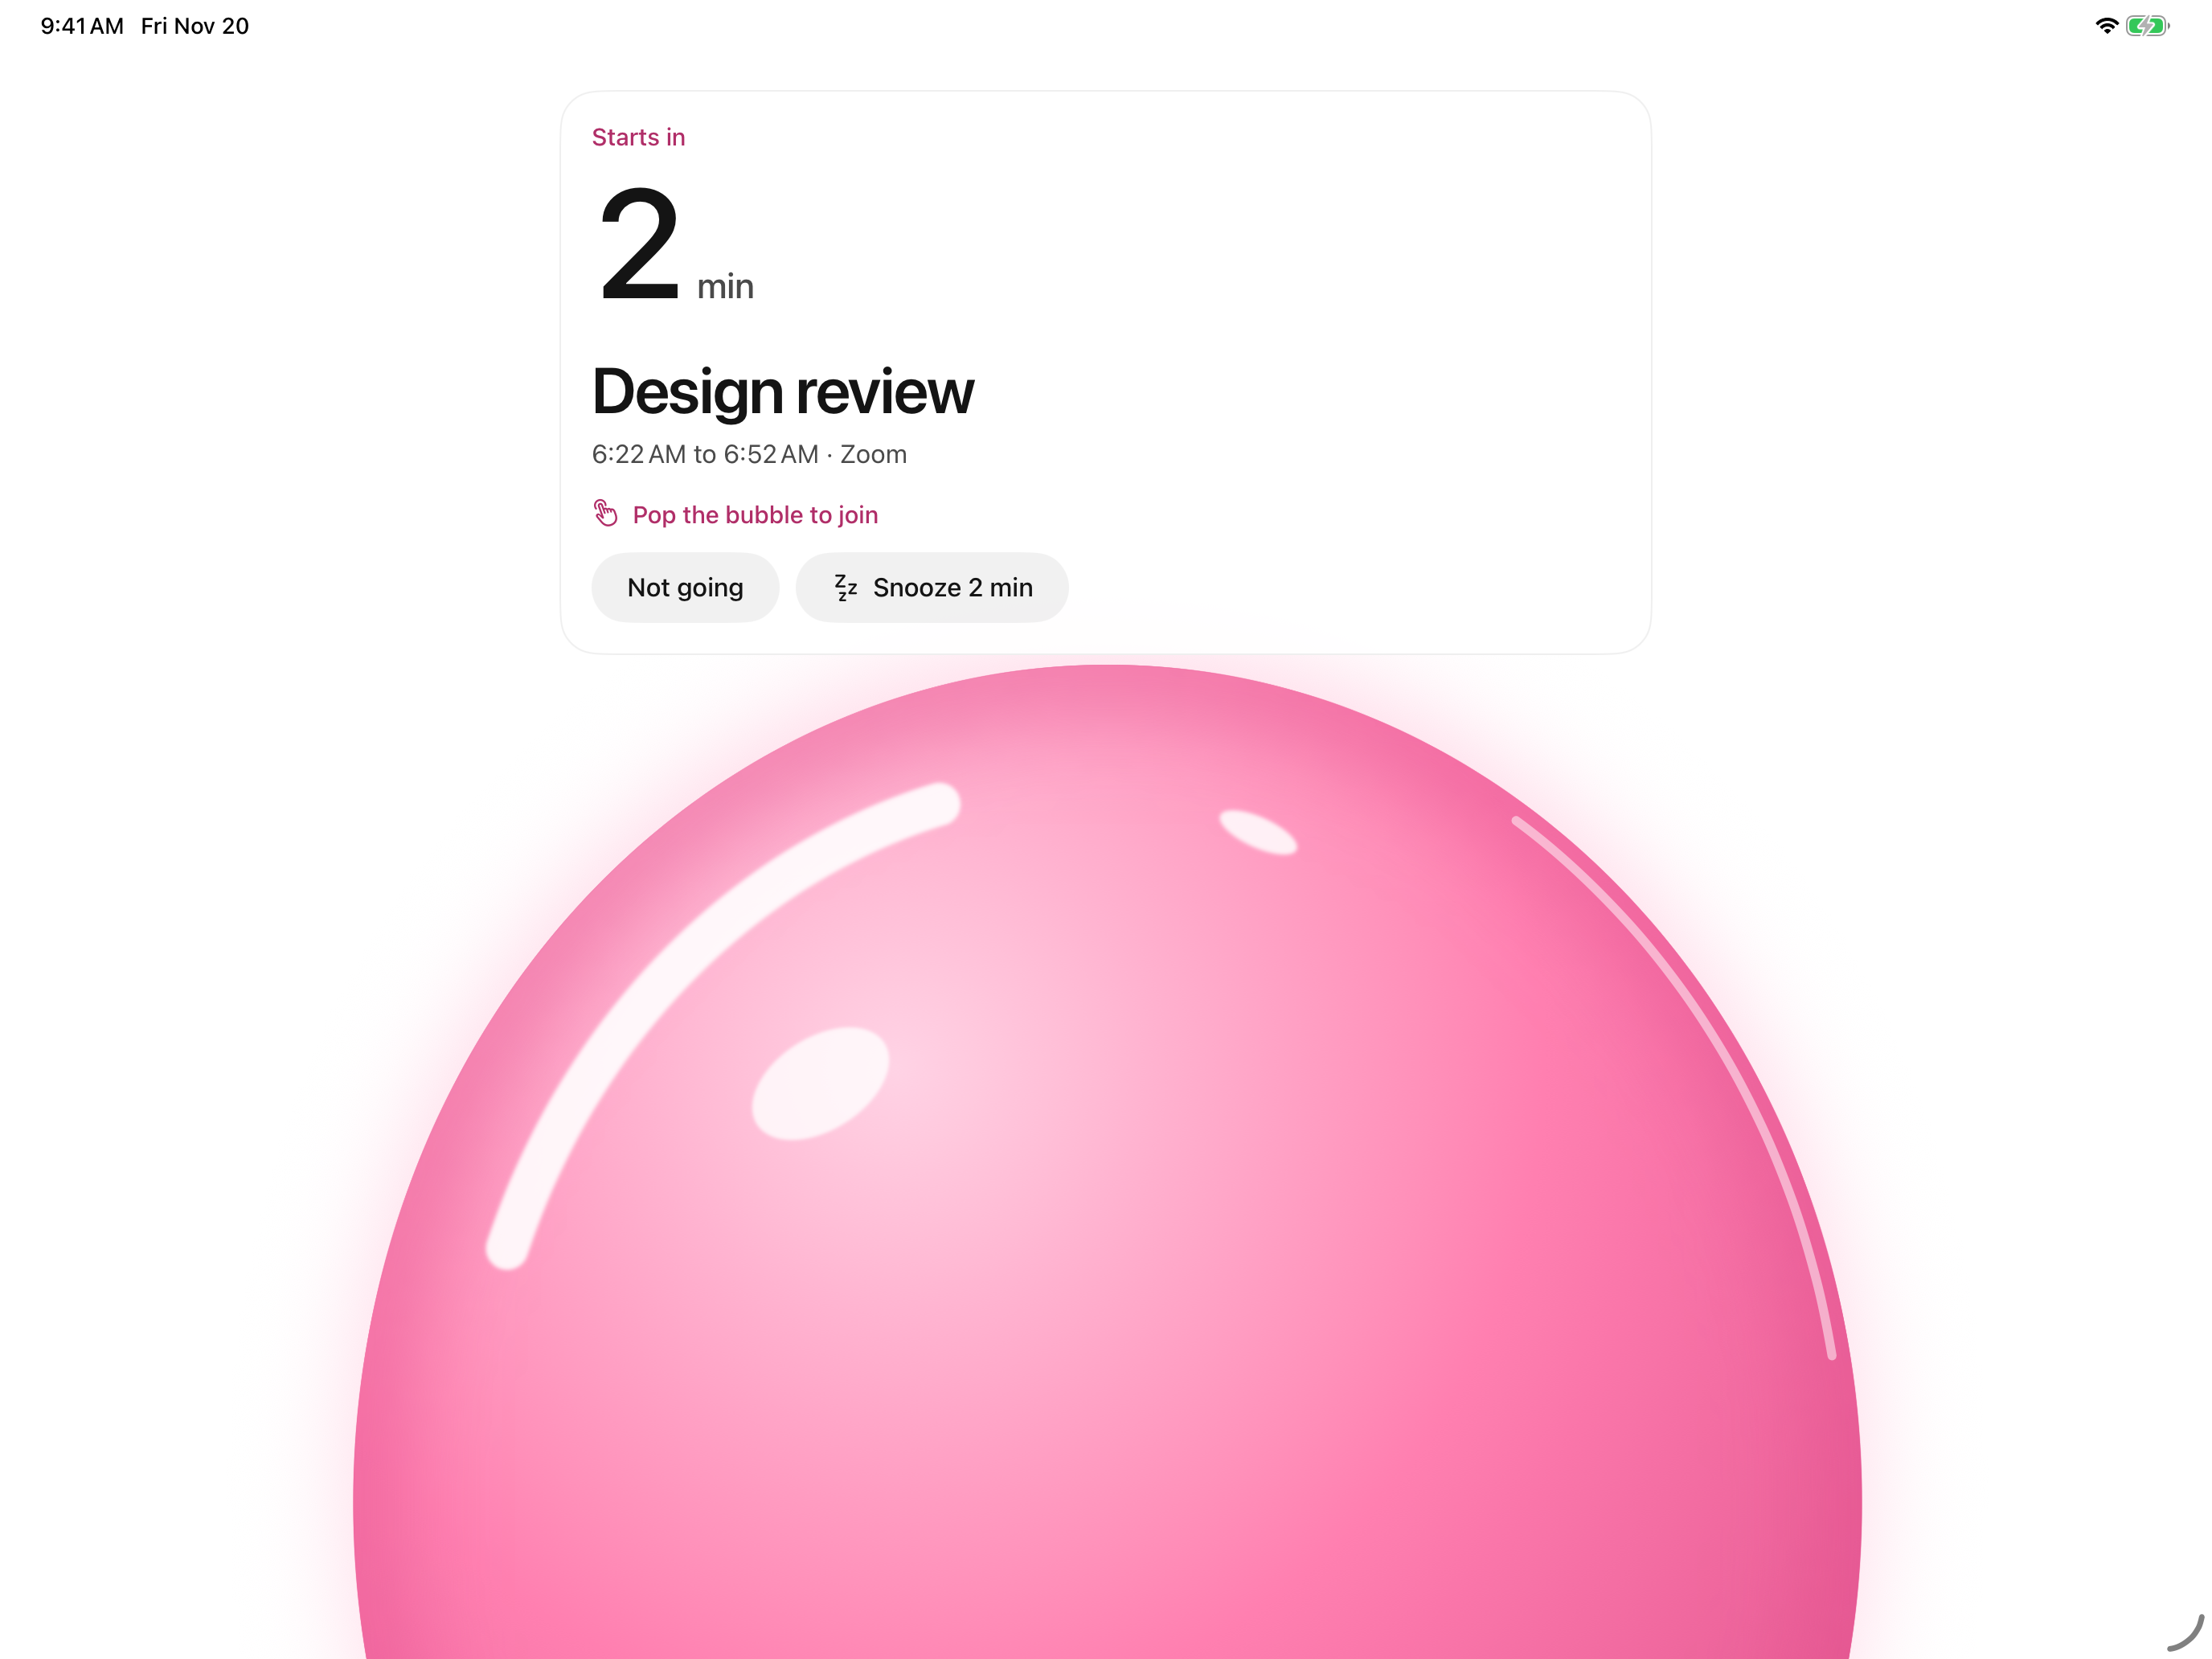 9:41 AM Fri Nov 20
Starts in
2 min
Design review
6:22 AM to 6:52 AM · Zoom
Pop the bubble to join
Not going
zzz Snooze 2 min